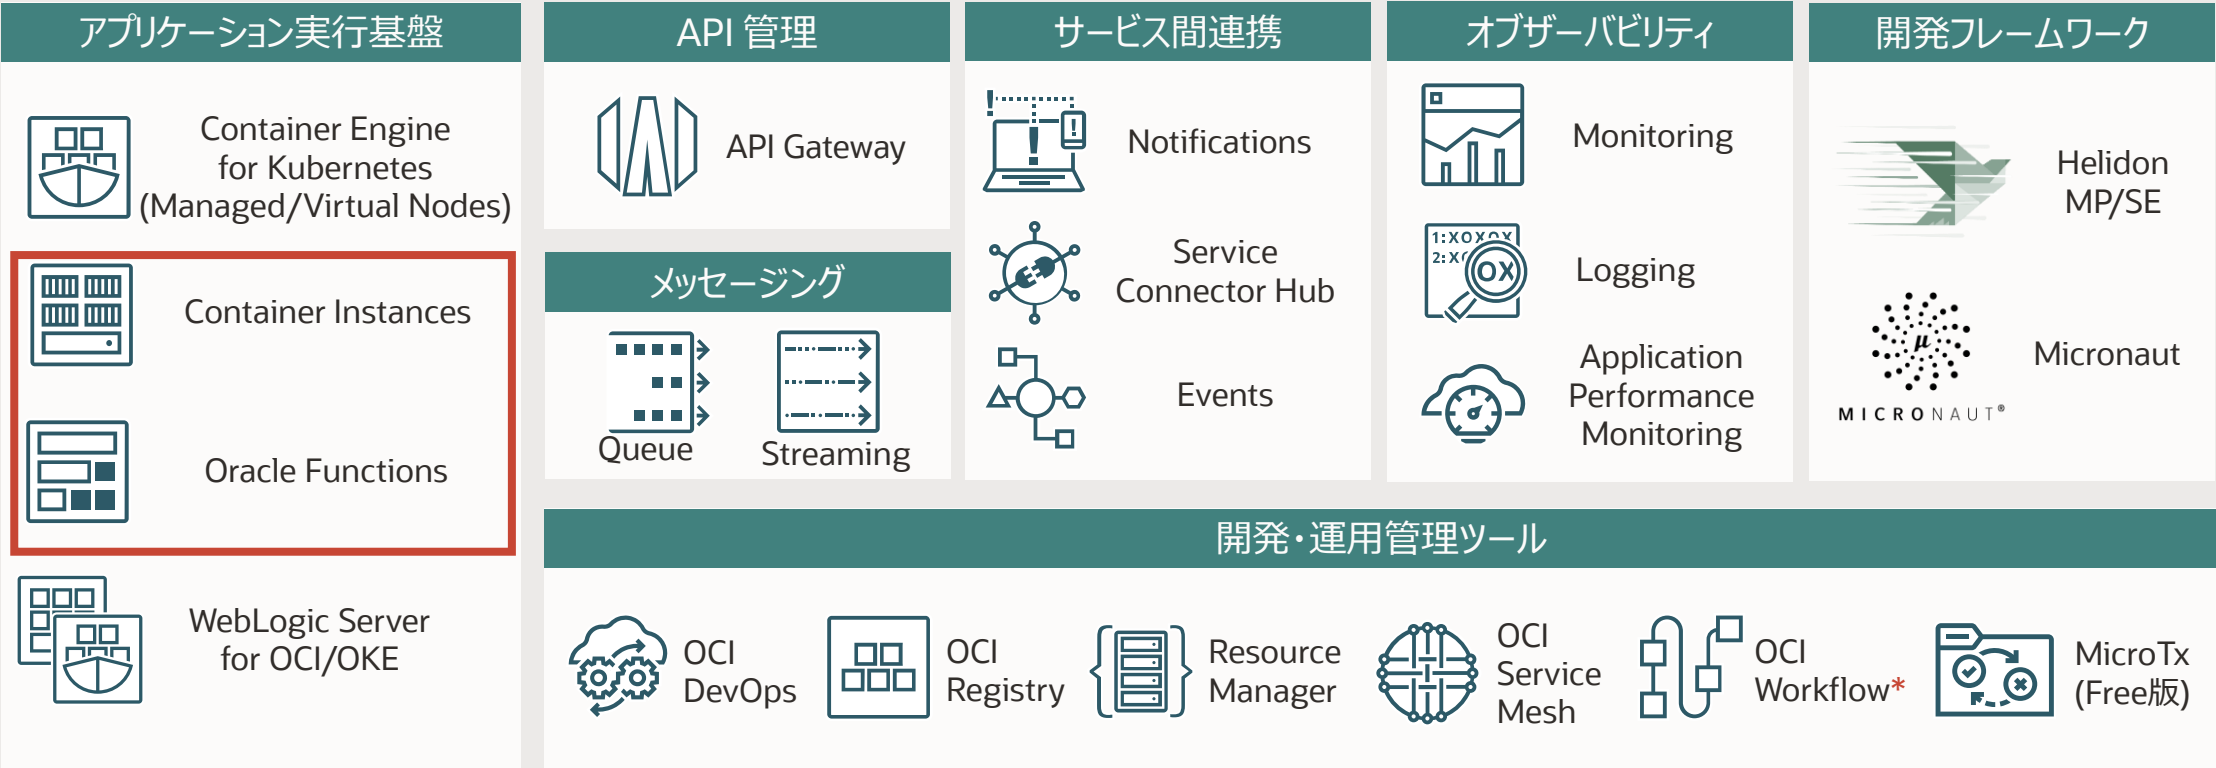 アプリケーション実行基盤
Container Engine
for Kubernetes
(Managed/Virtual Nodes)
Container Instances
Oracle Functions
WebLogic Server
for OCI/OKE
API 管理
API Gateway
メッセージング
Queue
Streaming
サービス間連携
Notifications
Service
Connector Hub
Events
オブザーバビリティ
Monitoring
1:XOXOX
2:X
OX
Logging
Application
Performance
Monitoring
開発フレームワーク
Helidon
MP/SE
μ
MICRONAUT®
Micronaut
開発・運用管理ツール
OCI
DevOps
OCI
Registry
Resource
Manager
OCI
Service
Mesh
OCI
Workflow*
MicroTx
(Free版)